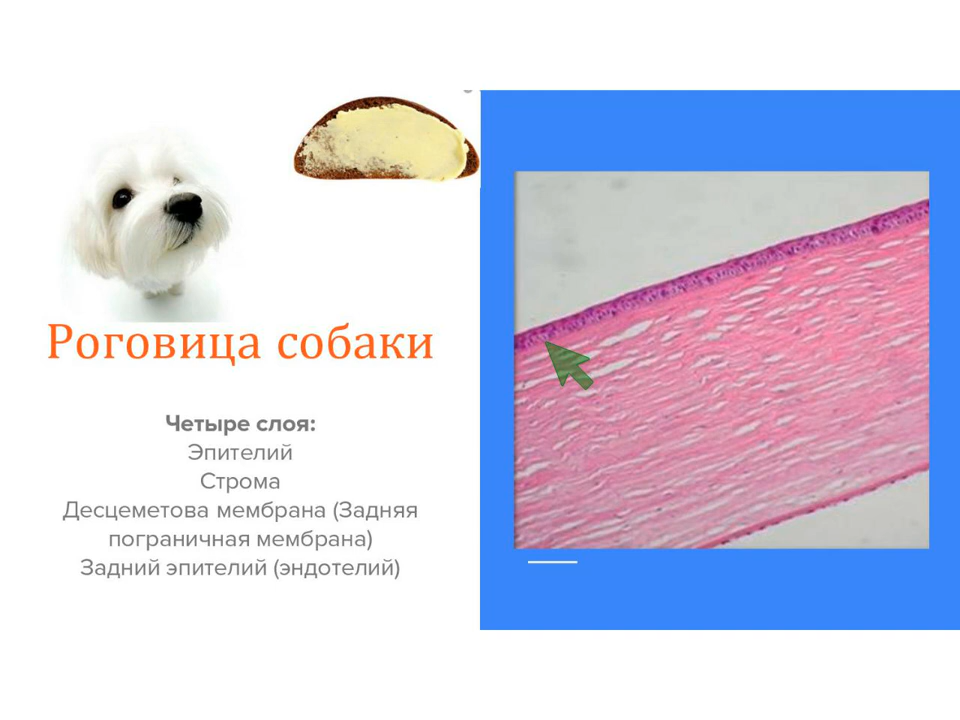 Роговица собаки
Четыре слоя:
Эпителий
Строма
Десцеметова мембрана (Задняя
пограничная мембрана)
Задний эпителий (эндотелий)